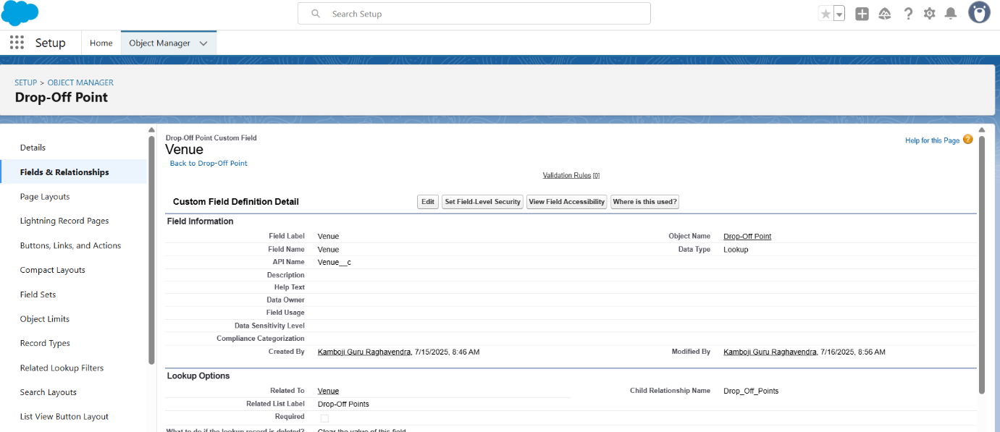 Search Setup
Setup
Home
Object Manager
SETUP > OBJECT MANAGER
Drop-Off Point
Details
Fields & Relationships
Page Layouts
Lightning Record Pages
Buttons, Links, and Actions
Compact Layouts
Field Sets
Object Limits
Record Types
Related Lookup Filters
Search Layouts
List View Button Layout
Drop-Off Point Custom Field
Venue
Help for this Page
Back to Drop-Off Point
Validation Rules [0]
Custom Field Definition Detail
Edit
Set Field-Level Security
View Field Accessibility
Where is this used?
Field Information
Field Label Venue Object Name Drop-Off Point
Field Name Venue Data Type Lookup
API Name Venue__c
Description
Help Text
Data Owner
Field Usage
Data Sensitivity Level
Compliance Categorization
Created By Kamboji Guru Raghavendra, 7/15/2025, 8:46 AM Modified By Kamboji Guru Raghavendra, 7/16/2025, 8:56 AM
Lookup Options
Related To Venue Child Relationship Name Drop_Off_Points
Related List Label Drop-Off Points
Required
What to do if the lookup record is deleted? Clear the value of this field